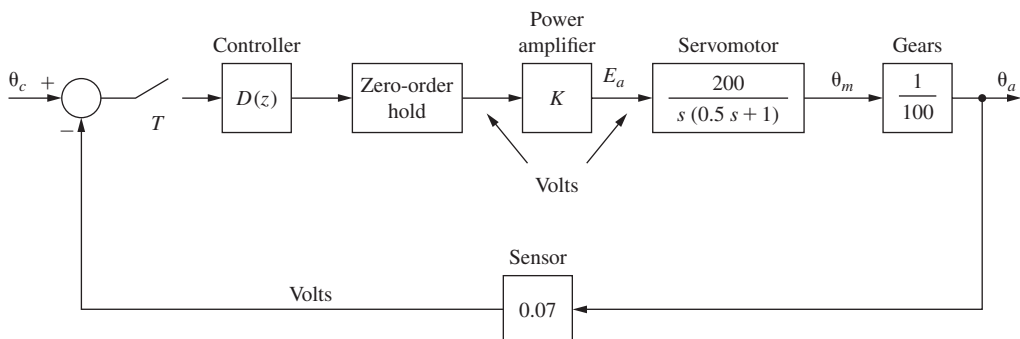 Power
amplifier
Controller
Servomotor
Gears
θc
+
−
T
D(z)
Zero-order
hold
K
Ea
200
s (0.5 s + 1)
θm
1
100
θa
Volts
Sensor
Volts
0.07